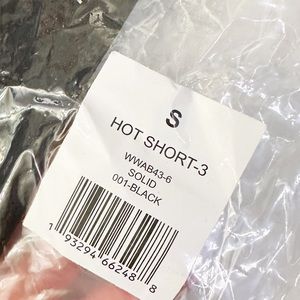 S
HOT SHORT-3
WWAB43-6
SOLID
001-BLACK
1 93294 66248 8